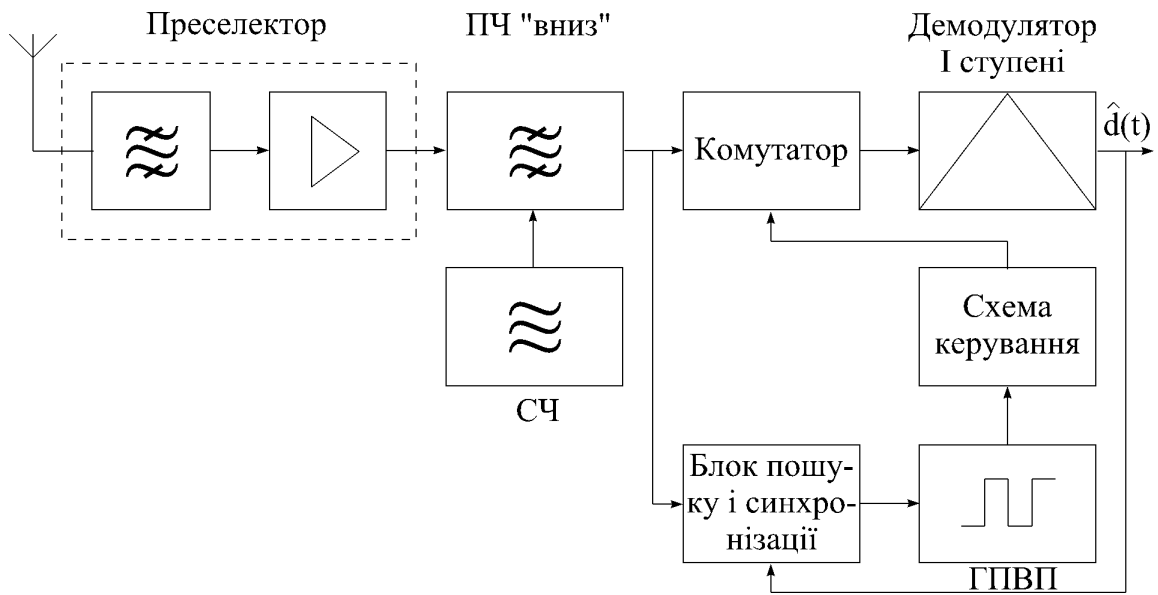 Преселектор
ПЧ "вниз"
Демодулятор
I ступені
d̂(t)
Комутатор
Схема
керування
СЧ
Блок пошу-
ку і синхро-
нізації
ГПВП